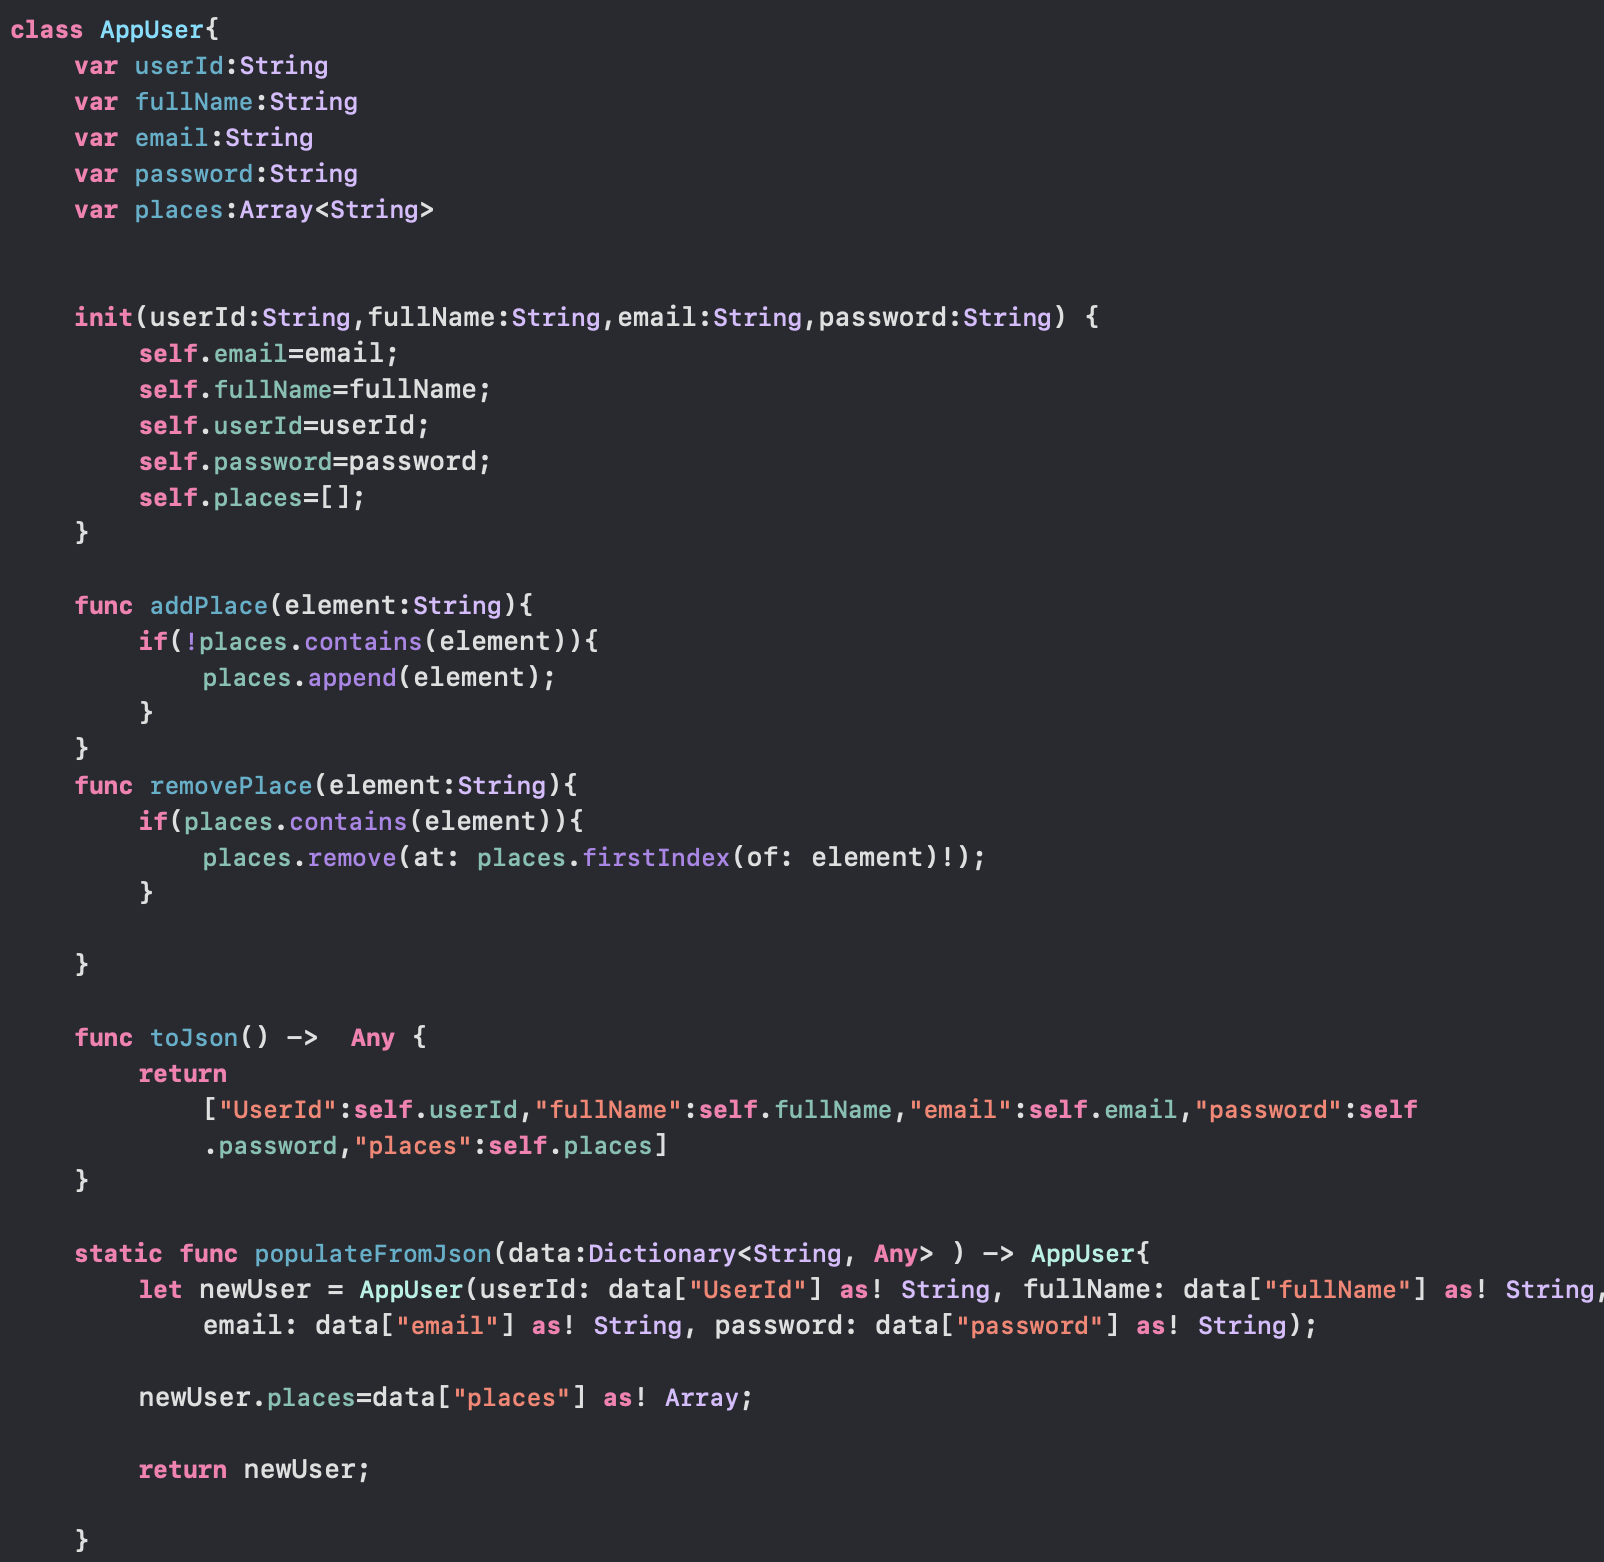 class AppUser{
var userId:String
var fullName:String
var email:String
var password:String
var places:Array<String>
init(userId:String,fullName:String,email:String,password:String) {
self.email=email;
self.fullName=fullName;
self.userId=userId;
self.password=password;
self.places=[];
}
func addPlace(element:String){
if(!places.contains(element)){
places.append(element);
}
}
func removePlace(element:String){
if(places.contains(element)){
places.remove(at: places.firstIndex(of: element)!);
}
}
func toJson() ->  Any {
return
["UserId":self.userId,"fullName":self.fullName,"email":self.email,"password":self
.password,"places":self.places]
}
static func populateFromJson(data:Dictionary<String, Any> ) -> AppUser{
let newUser = AppUser(userId: data["UserId"] as! String, fullName: data["fullName"] as! String,
email: data["email"] as! String, password: data["password"] as! String);
newUser.places=data["places"] as! Array;
return newUser;
}